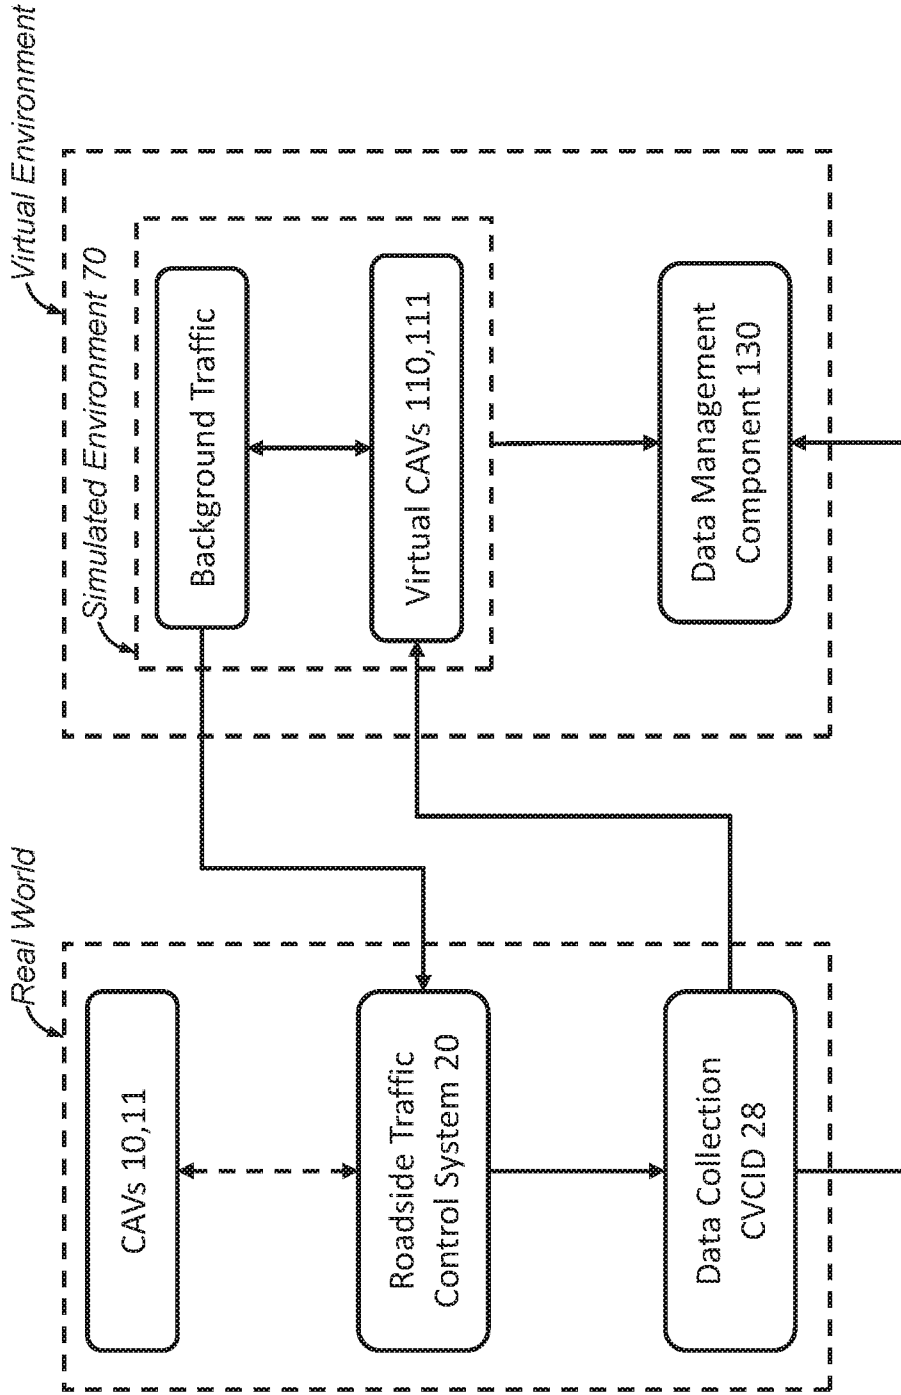 Real World
CAVs 10,11
Roadside Traffic
Control System 20
Data Collection
CVCID 28
Virtual Environment
Simulated Environment 70
Background Traffic
Virtual CAVs 110,111
Data Management
Component 130